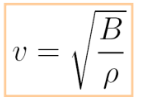 v = √(B/ρ)